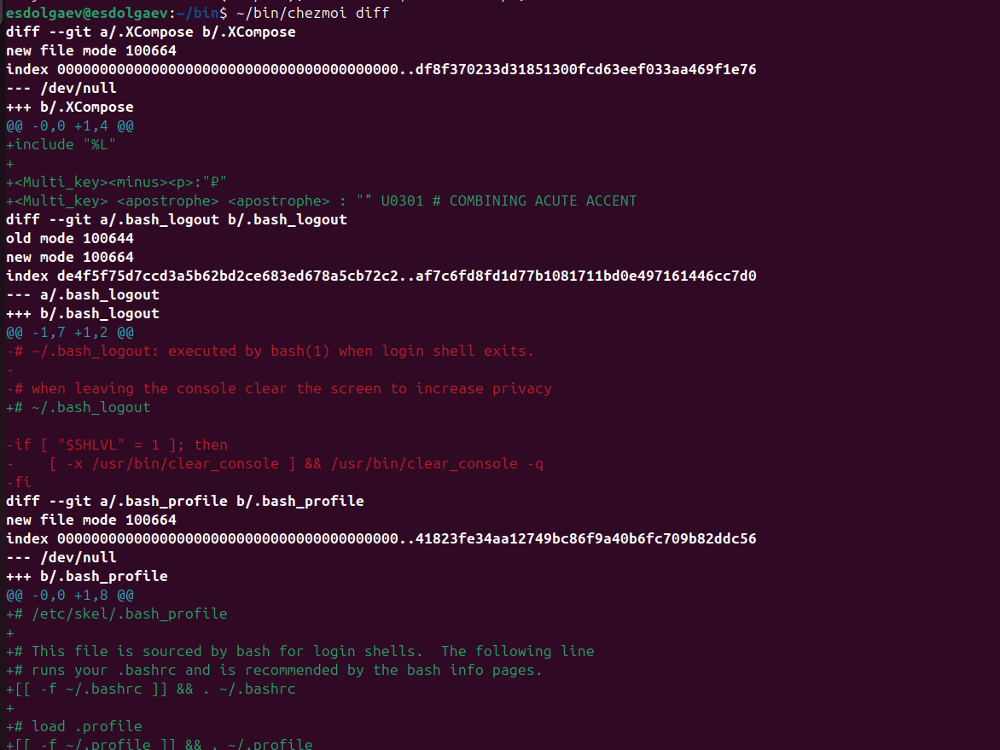 esdolgaev@esdolgaev:~/bin$ ~/bin/chezmoi diff
diff --git a/.XCompose b/.XCompose
new file mode 100664
index 0000000000000000000000000000000000000000..df8f370233d31851300fcd63eef033aa469f1e76
--- /dev/null
+++ b/.XCompose
@@ -0,0 +1,4 @@
+include "%L"
+
+<Multi_key><minus><p>:"₽"
+<Multi_key> <apostrophe> <apostrophe> : "́" U0301 # COMBINING ACUTE ACCENT
diff --git a/.bash_logout b/.bash_logout
old mode 100644
new mode 100664
index de4f5f75d7ccd3a5b62bd2ce683ed678a5cb72c2..af7c6fd8fd1d77b1081711bd0e497161446cc7d0
--- a/.bash_logout
+++ b/.bash_logout
@@ -1,7 +1,2 @@
-# ~/.bash_logout: executed by bash(1) when login shell exits.
-
-# when leaving the console clear the screen to increase privacy
+# ~/.bash_logout

-if [ "$SHLVL" = 1 ]; then
-    [ -x /usr/bin/clear_console ] && /usr/bin/clear_console -q
-fi
diff --git a/.bash_profile b/.bash_profile
new file mode 100664
index 0000000000000000000000000000000000000000..41823fe34aa12749bc86f9a40b6fc709b82ddc56
--- /dev/null
+++ b/.bash_profile
@@ -0,0 +1,8 @@
+# /etc/skel/.bash_profile
+
+# This file is sourced by bash for login shells.  The following line
+# runs your .bashrc and is recommended by the bash info pages.
+[[ -f ~/.bashrc ]] && . ~/.bashrc
+
+# load .profile
+[[ -f ~/.profile ]] && . ~/.profile